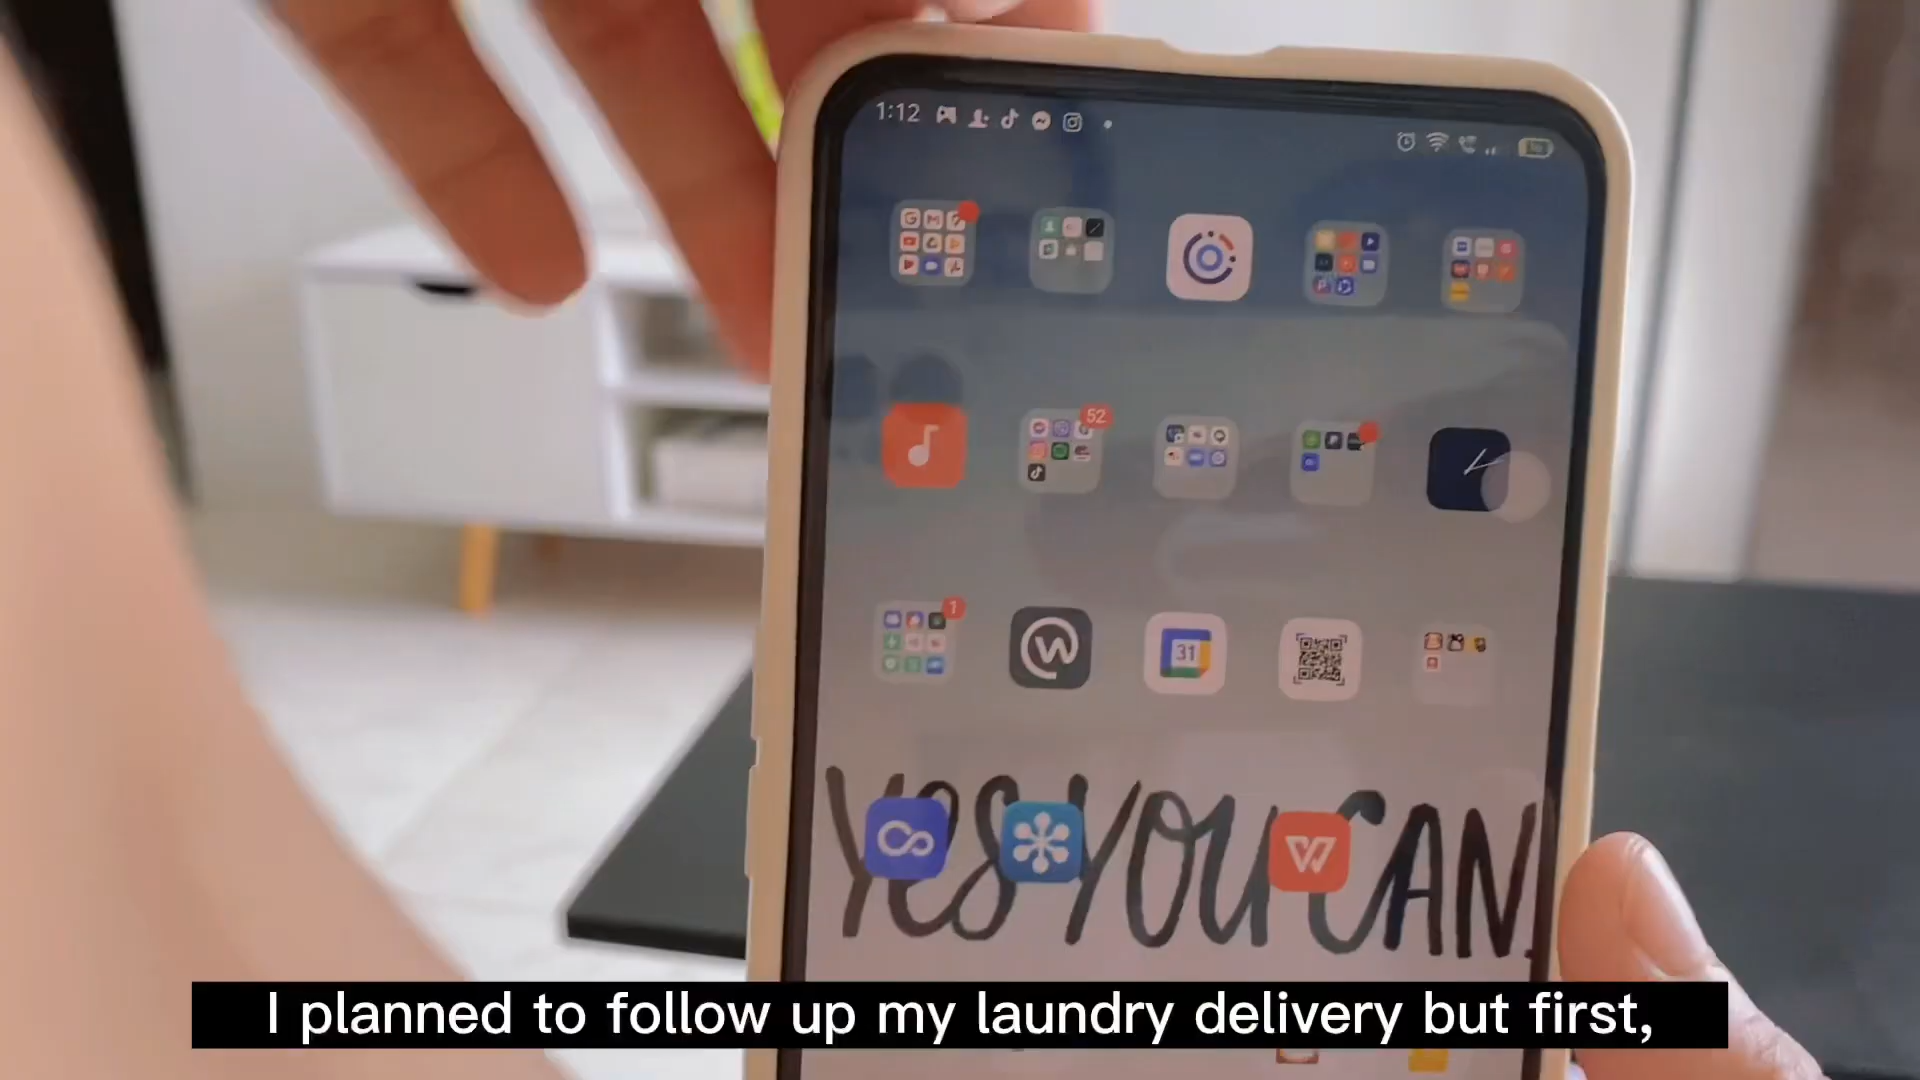 1:12
52
1
31
YES YOU CAN.
I planned to follow up my laundry delivery but first,